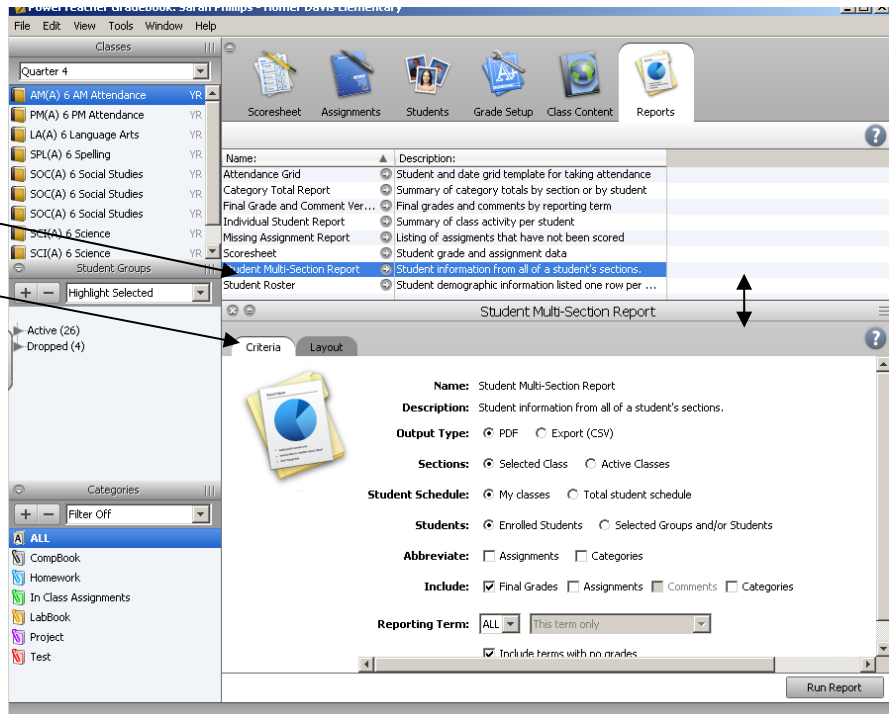 PowerTeacher Gradebook: Sarah Phillips - Homer Davis Elementary
File Edit View Tools Window Help
Classes
Quarter 4
AM(A) 6 AM Attendance YR
PM(A) 6 PM Attendance YR
LA(A) 6 Language Arts YR
SPL(A) 6 Spelling YR
SOC(A) 6 Social Studies YR
SOC(A) 6 Social Studies YR
SOC(A) 6 Social Studies YR
SCI(A) 6 Science YR
SCI(A) 6 Science YR
Student Groups
Highlight Selected
Active (26)
Dropped (4)
Categories
Filter Off
ALL
CompBook
Homework
In Class Assignments
LabBook
Project
Test
Scoresheet Assignments Students Grade Setup Class Content Reports
Name: Description:
Attendance Grid Student and date grid template for taking attendance
Category Total Report Summary of category totals by section or by student
Final Grade and Comment Ver... Final grades and comments by reporting term
Individual Student Report Summary of class activity per student
Missing Assignment Report Listing of assigments that have not been scored
Scoresheet Student grade and assignment data
Student Multi-Section Report Student information from all of a student's sections.
Student Roster Student demographic information listed one row per ...
Student Multi-Section Report
Criteria Layout
Name: Student Multi-Section Report
Description: Student information from all of a student's sections.
Output Type: PDF Export (CSV)
Sections: Selected Class Active Classes
Student Schedule: My classes Total student schedule
Students: Enrolled Students Selected Groups and/or Students
Abbreviate: Assignments Categories
Include: Final Grades Assignments Comments Categories
Reporting Term: ALL This term only
Include terms with no grades
Run Report